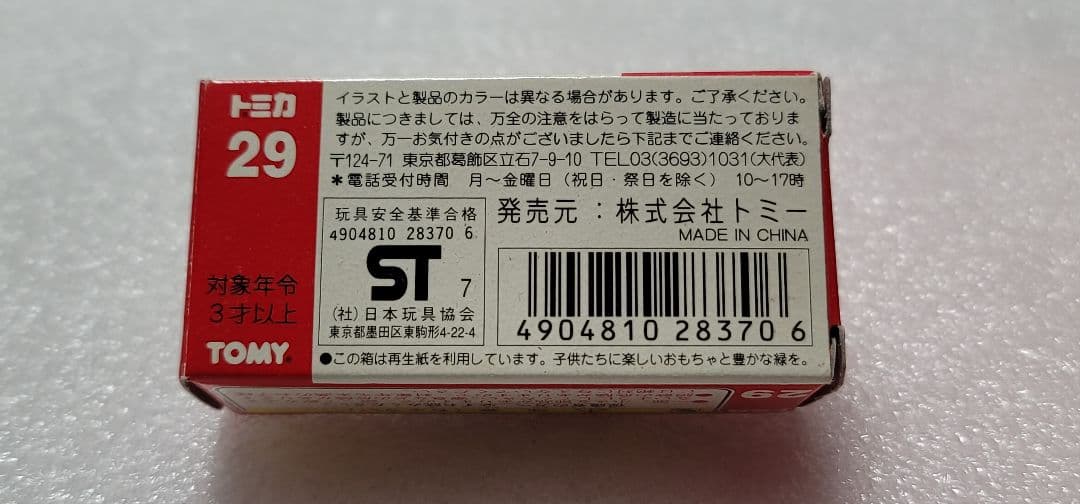 トミカ
29
対象年令
3才以上
TOMY
イラストと製品のカラーは異なる場合があります。ご了承ください。
製品につきましては、万全の注意をはらって製造に当たっておりま
すが、万一お気付きの点がございましたら下記までご連絡ください。
〒124-71 東京都葛飾区立石7-9-10 TEL03(3693)1031(大代表)
＊電話受付時間 月～金曜日（祝日・祭日を除く） 10～17時
玩具安全基準合格
4904810 28370 6
ST 7
(社)日本玩具協会
東京都墨田区東駒形4-22-4
発売元：株式会社トミー
MADE IN CHINA
4904810 28370 6
●この箱は再生紙を利用しています。子供たちに楽しいおもちゃと豊かな緑を。
29